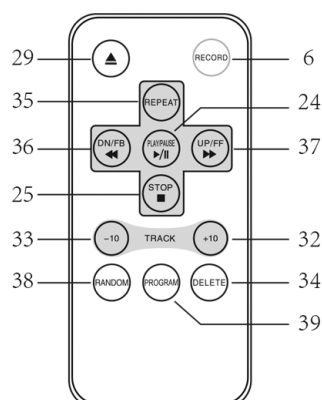 29 RECORD 6
35 REPEAT 24
36 DN/FB PLAY/PAUSE UP/FF 37
25 STOP
33 -10 TRACK +10 32
38 RANDOM PROGRAM DELETE 34
39